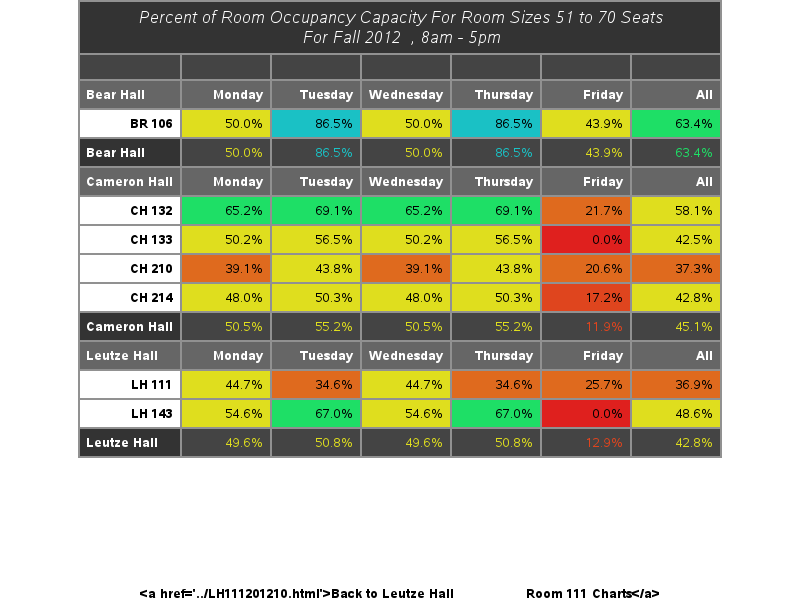 Percent of Room Occupancy Capacity For Room Sizes 51 to 70 Seats
For Fall 2012 , 8am - 5pm
Bear Hall Monday Tuesday Wednesday Thursday Friday All
BR 106 50.0% 86.5% 50.0% 86.5% 43.9% 63.4%
Bear Hall 50.0% 86.5% 50.0% 86.5% 43.9% 63.4%
Cameron Hall Monday Tuesday Wednesday Thursday Friday All
CH 132 65.2% 69.1% 65.2% 69.1% 21.7% 58.1%
CH 133 50.2% 56.5% 50.2% 56.5% 0.0% 42.5%
CH 210 39.1% 43.8% 39.1% 43.8% 20.6% 37.3%
CH 214 48.0% 50.3% 48.0% 50.3% 17.2% 42.8%
Cameron Hall 50.5% 55.2% 50.5% 55.2% 11.9% 45.1%
Leutze Hall Monday Tuesday Wednesday Thursday Friday All
LH 111 44.7% 34.6% 44.7% 34.6% 25.7% 36.9%
LH 143 54.6% 67.0% 54.6% 67.0% 0.0% 48.6%
Leutze Hall 49.6% 50.8% 49.6% 50.8% 12.9% 42.8%
<a href='../LH111201210.html'>Back to Leutze Hall Room 111 Charts</a>